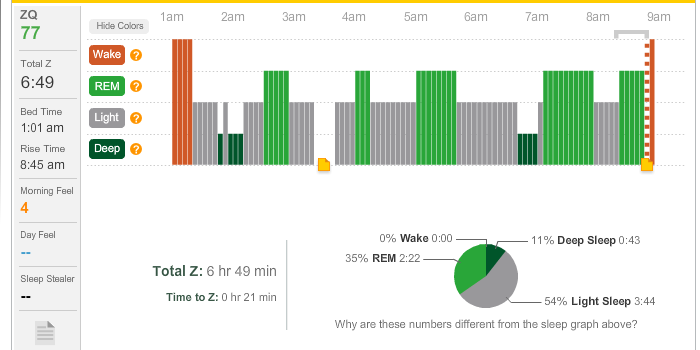 ZQ
77
Total Z
6:49
Bed Time
1:01 am
Rise Time
8:45 am
Morning Feel
4
Day Feel
--
Sleep Stealer
--
1am 2am 3am 4am 5am 6am 7am 8am 9am
Hide Colors
Wake ?
REM ?
Light ?
Deep ?
0% Wake 0:00
11% Deep Sleep 0:43
35% REM 2:22
Total Z: 6 hr 49 min
Time to Z: 0 hr 21 min
54% Light Sleep 3:44
Why are these numbers different from the sleep graph above?